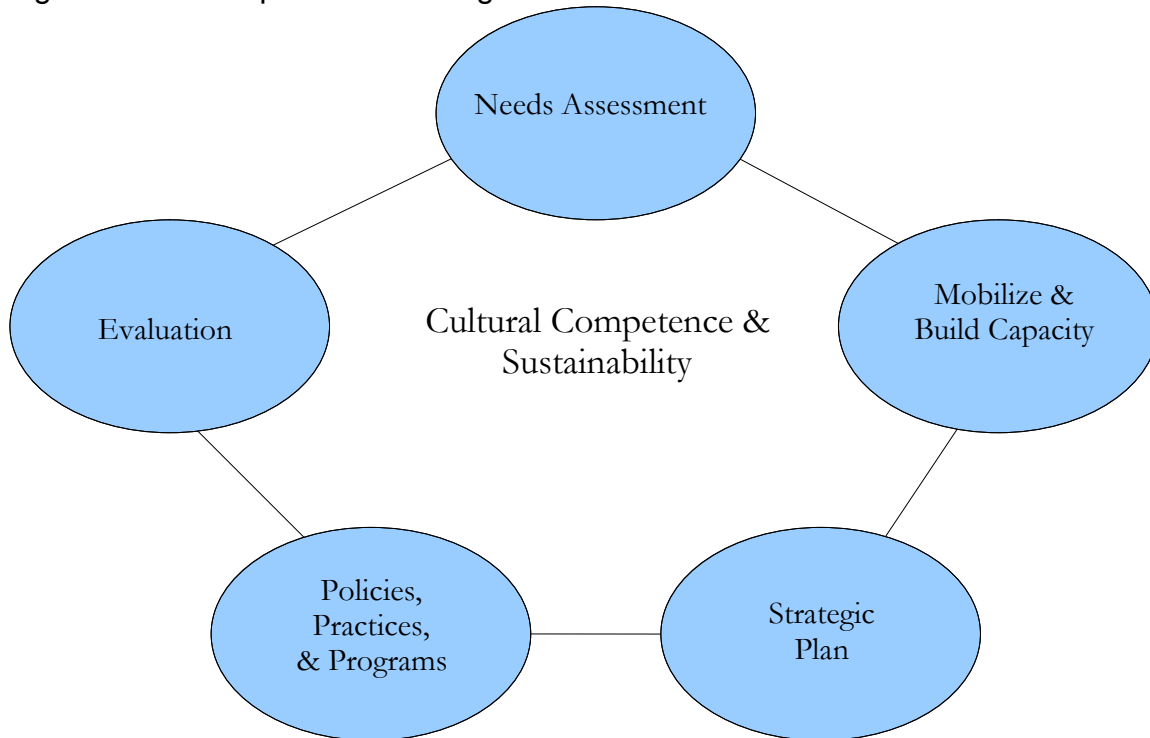 Needs Assessment
Mobilize &
Build Capacity
Cultural Competence &
Sustainability
Evaluation
Policies,
Practices,
& Programs
Strategic
Plan